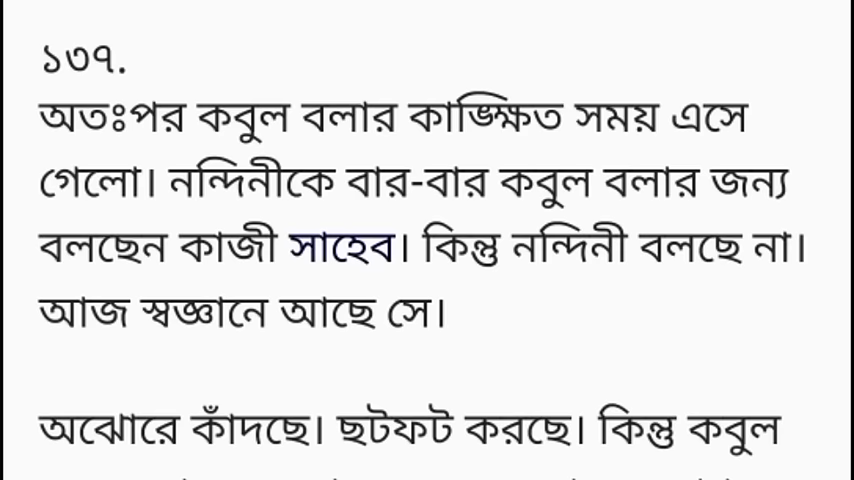 ১৩৭.
অতঃপর কবুল বলার কাঙ্ক্ষিত সময় এসে
গেলো। নন্দিনীকে বার-বার কবুল বলার জন্য
বলছেন কাজী সাহেব। কিন্তু নন্দিনী বলছে না।
আজ স্বজ্ঞানে আছে সে।
অঝোরে কাঁদছে। ছটফট করছে। কিন্তু কবুল